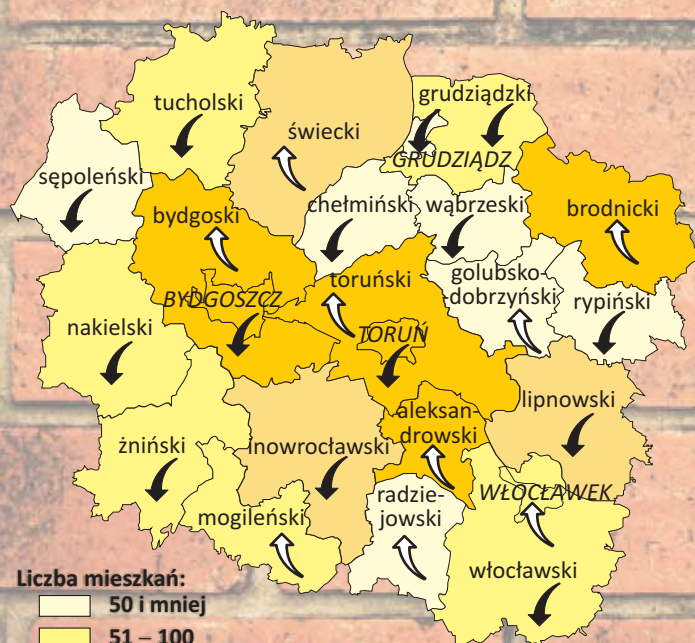 tucholski
grudziądzki
świecki
GRUDZIĄDZ
sępoleński
bydgoski
chełmiński
wąbrzeski
brodnicki
BYDGOSZCZ
toruński
golubsko-
-dobrzyński
rypiński
nakielski
TORUŃ
aleksan-
drowski
lipnowski
żniński
inowrocławski
mogileński
radzie-
jowski
WŁOCŁAWEK
włocławski
Liczba mieszkań:
50 i mniej
51 – 100